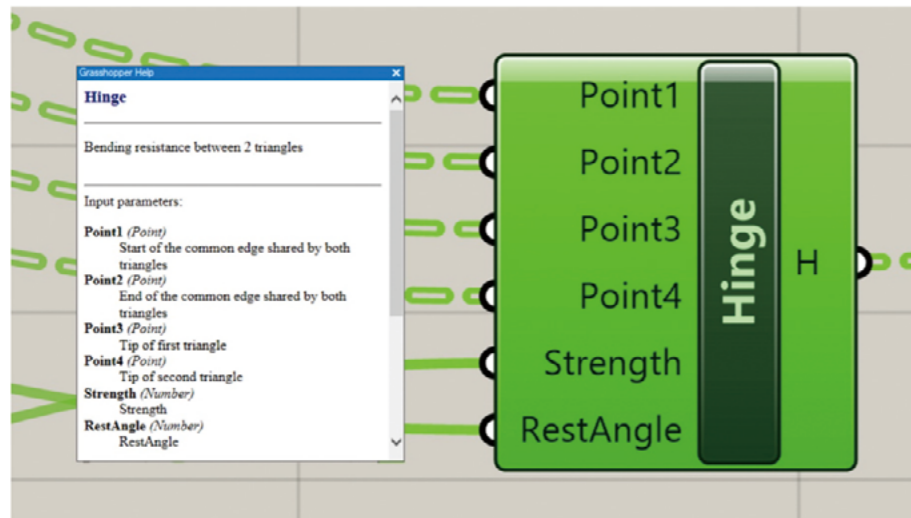 Grasshopper Help
Hinge
Bending resistance between 2 triangles
Input parameters:
Point1 (Point)
Start of the common edge shared by both
triangles
Point2 (Point)
End of the common edge shared by both
triangles
Point3 (Point)
Tip of first triangle
Point4 (Point)
Tip of second triangle
Strength (Number)
Strength
RestAngle (Number)
RestAngle
Point1
Point2
Point3
Point4
Strength
RestAngle
Hinge
H